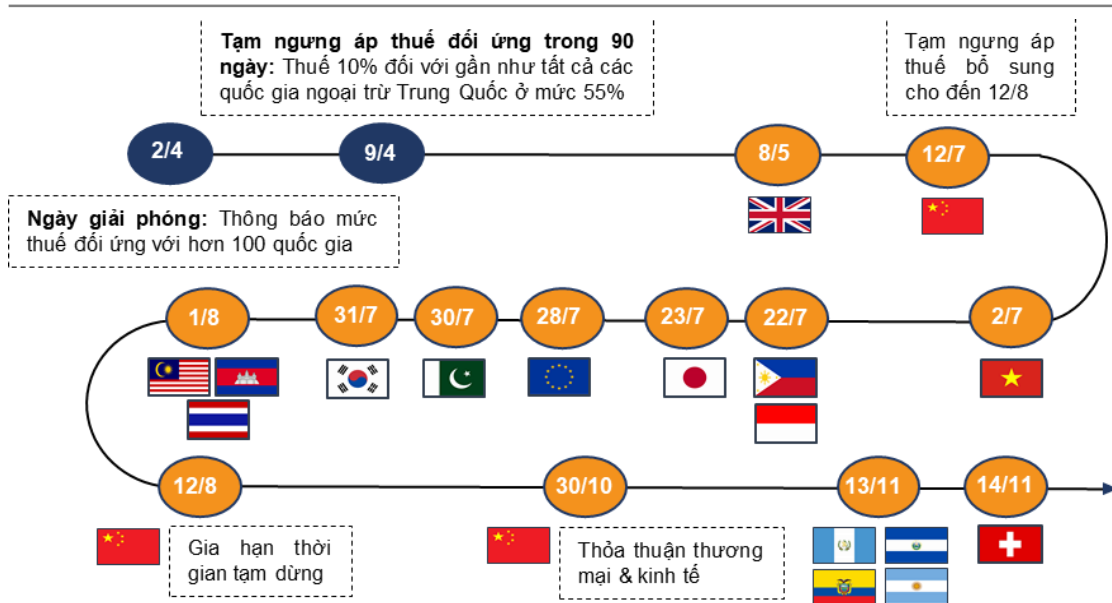 Tạm ngưng áp thuế đối ứng trong 90
ngày: Thuế 10% đối với gần như tất cả các
quốc gia ngoại trừ Trung Quốc ở mức 55%
Tạm ngưng áp
thuế bổ sung
cho đến 12/8
2/4
9/4
8/5
12/7
Ngày giải phóng: Thông báo mức
thuế đối ứng với hơn 100 quốc gia
1/8
31/7
30/7
28/7
23/7
22/7
2/7
12/8
30/10
13/11
14/11
Gia hạn thời
gian tạm dừng
Thỏa thuận thương
mại & kinh tế